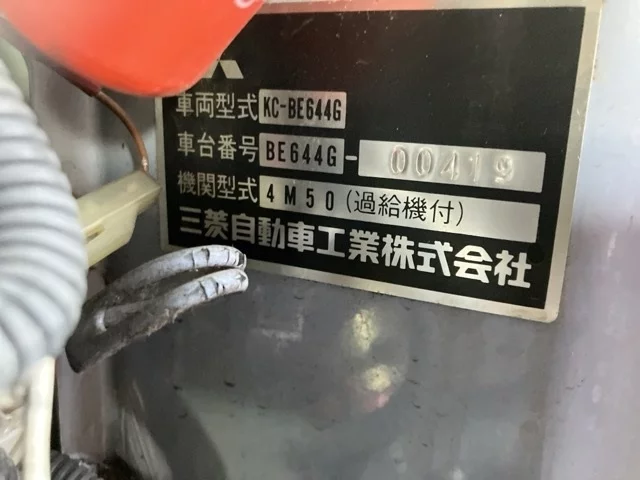 車両型式 KC-BE644G
車台番号 BE644G-00419
機関型式 4M50 (過給機付)
三菱自動車工業株式会社